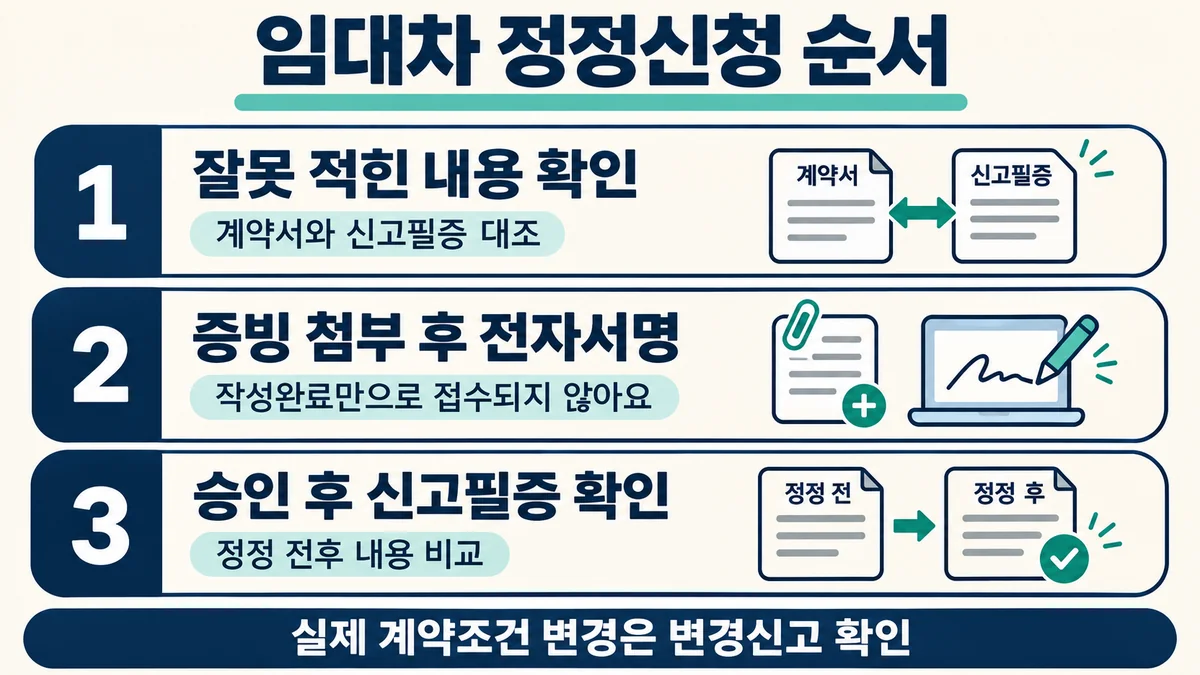 임대차 정정신청 순서
1
잘못 적힌 내용 확인
계약서와 신고필증 대조
계약서
신고필증
2
증빙 첨부 후 전자서명
작성완료만으로 접수되지 않아요
3
승인 후 신고필증 확인
정정 전후 내용 비교
정정 전
정정 후
실제 계약조건 변경은 변경신고 확인